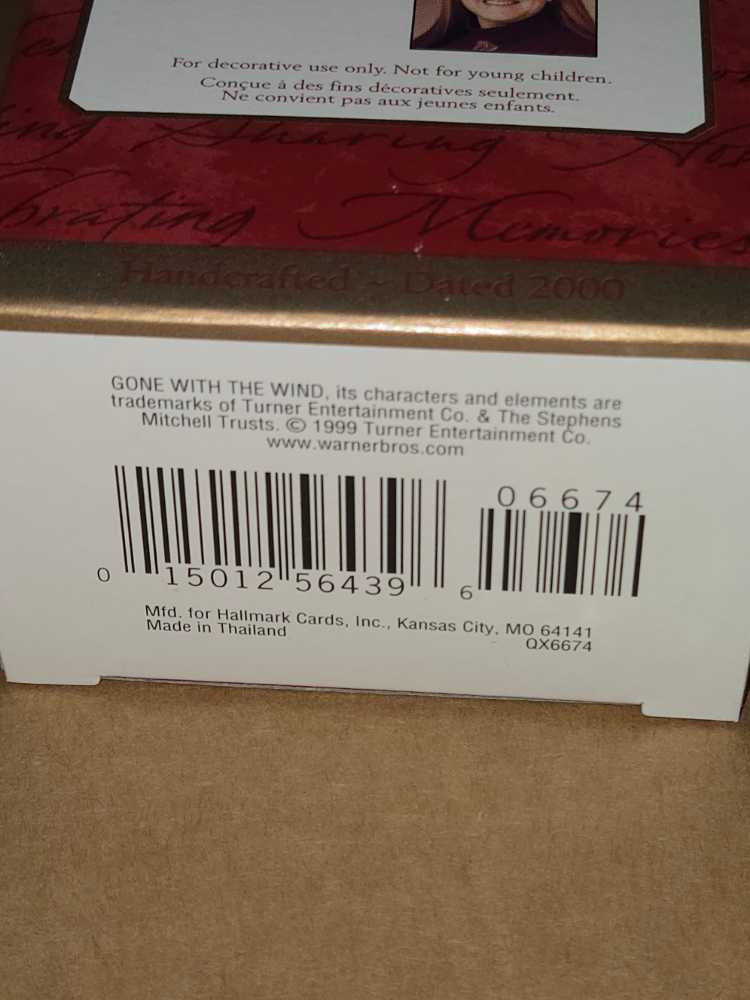 For decorative use only. Not for young children.
Conçue à des fins décoratives seulement.
Ne convient pas aux jeunes enfants.
Sharing
Memories
Handcrafted ~ Dated 2000
GONE WITH THE WIND, its characters and elements are
trademarks of Turner Entertainment Co. & The Stephens
Mitchell Trusts. © 1999 Turner Entertainment Co.
www.warnerbros.com
06674
0 15012 56439 6
Mfd. for Hallmark Cards, Inc., Kansas City, MO 64141
Made in Thailand
QX6674